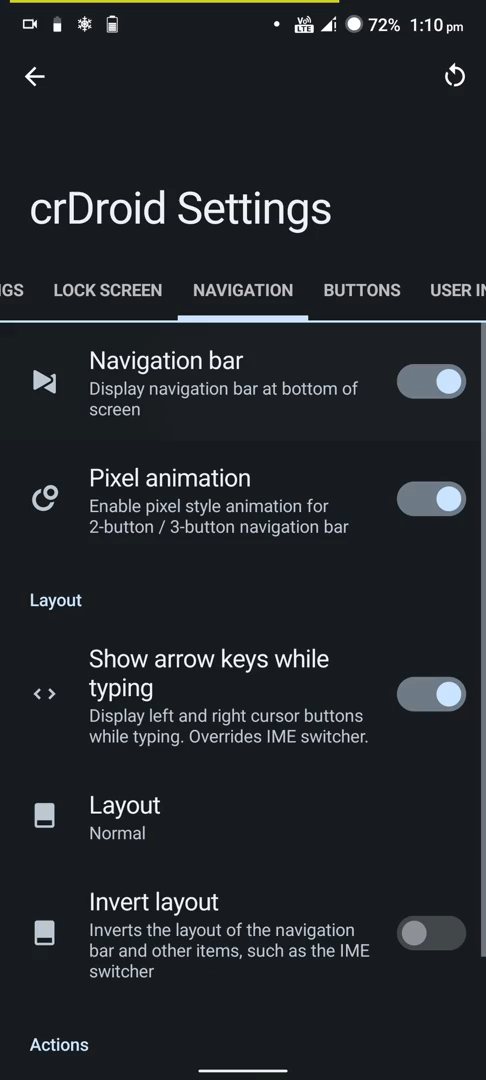 Vo) LTE 72% 1:10 pm
crDroid Settings
GS LOCK SCREEN NAVIGATION BUTTONS USER IN
Navigation bar
Display navigation bar at bottom of
screen
Pixel animation
Enable pixel style animation for
2-button / 3-button navigation bar
Layout
Show arrow keys while
typing
Display left and right cursor buttons
while typing. Overrides IME switcher.
Layout
Normal
Invert layout
Inverts the layout of the navigation
bar and other items, such as the IME
switcher
Actions